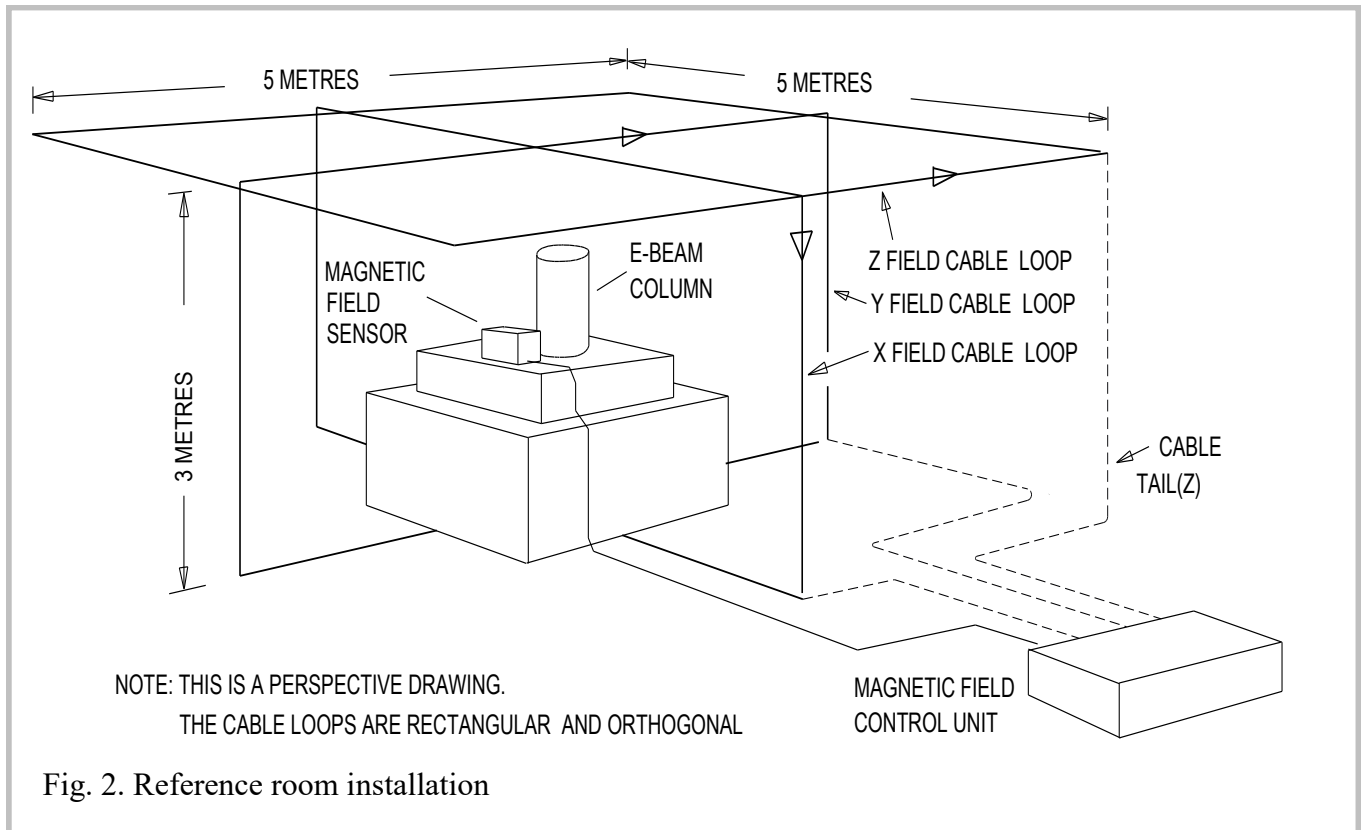 5 METRES
5 METRES
MAGNETIC
FIELD
SENSOR
E-BEAM
COLUMN
Z FIELD CABLE LOOP
Y FIELD CABLE LOOP
X FIELD CABLE LOOP
3 METRES
CABLE
TAIL(Z)
NOTE: THIS IS A PERSPECTIVE DRAWING.
THE CABLE LOOPS ARE RECTANGULAR AND ORTHOGONAL
MAGNETIC FIELD
CONTROL UNIT
Fig. 2. Reference room installation